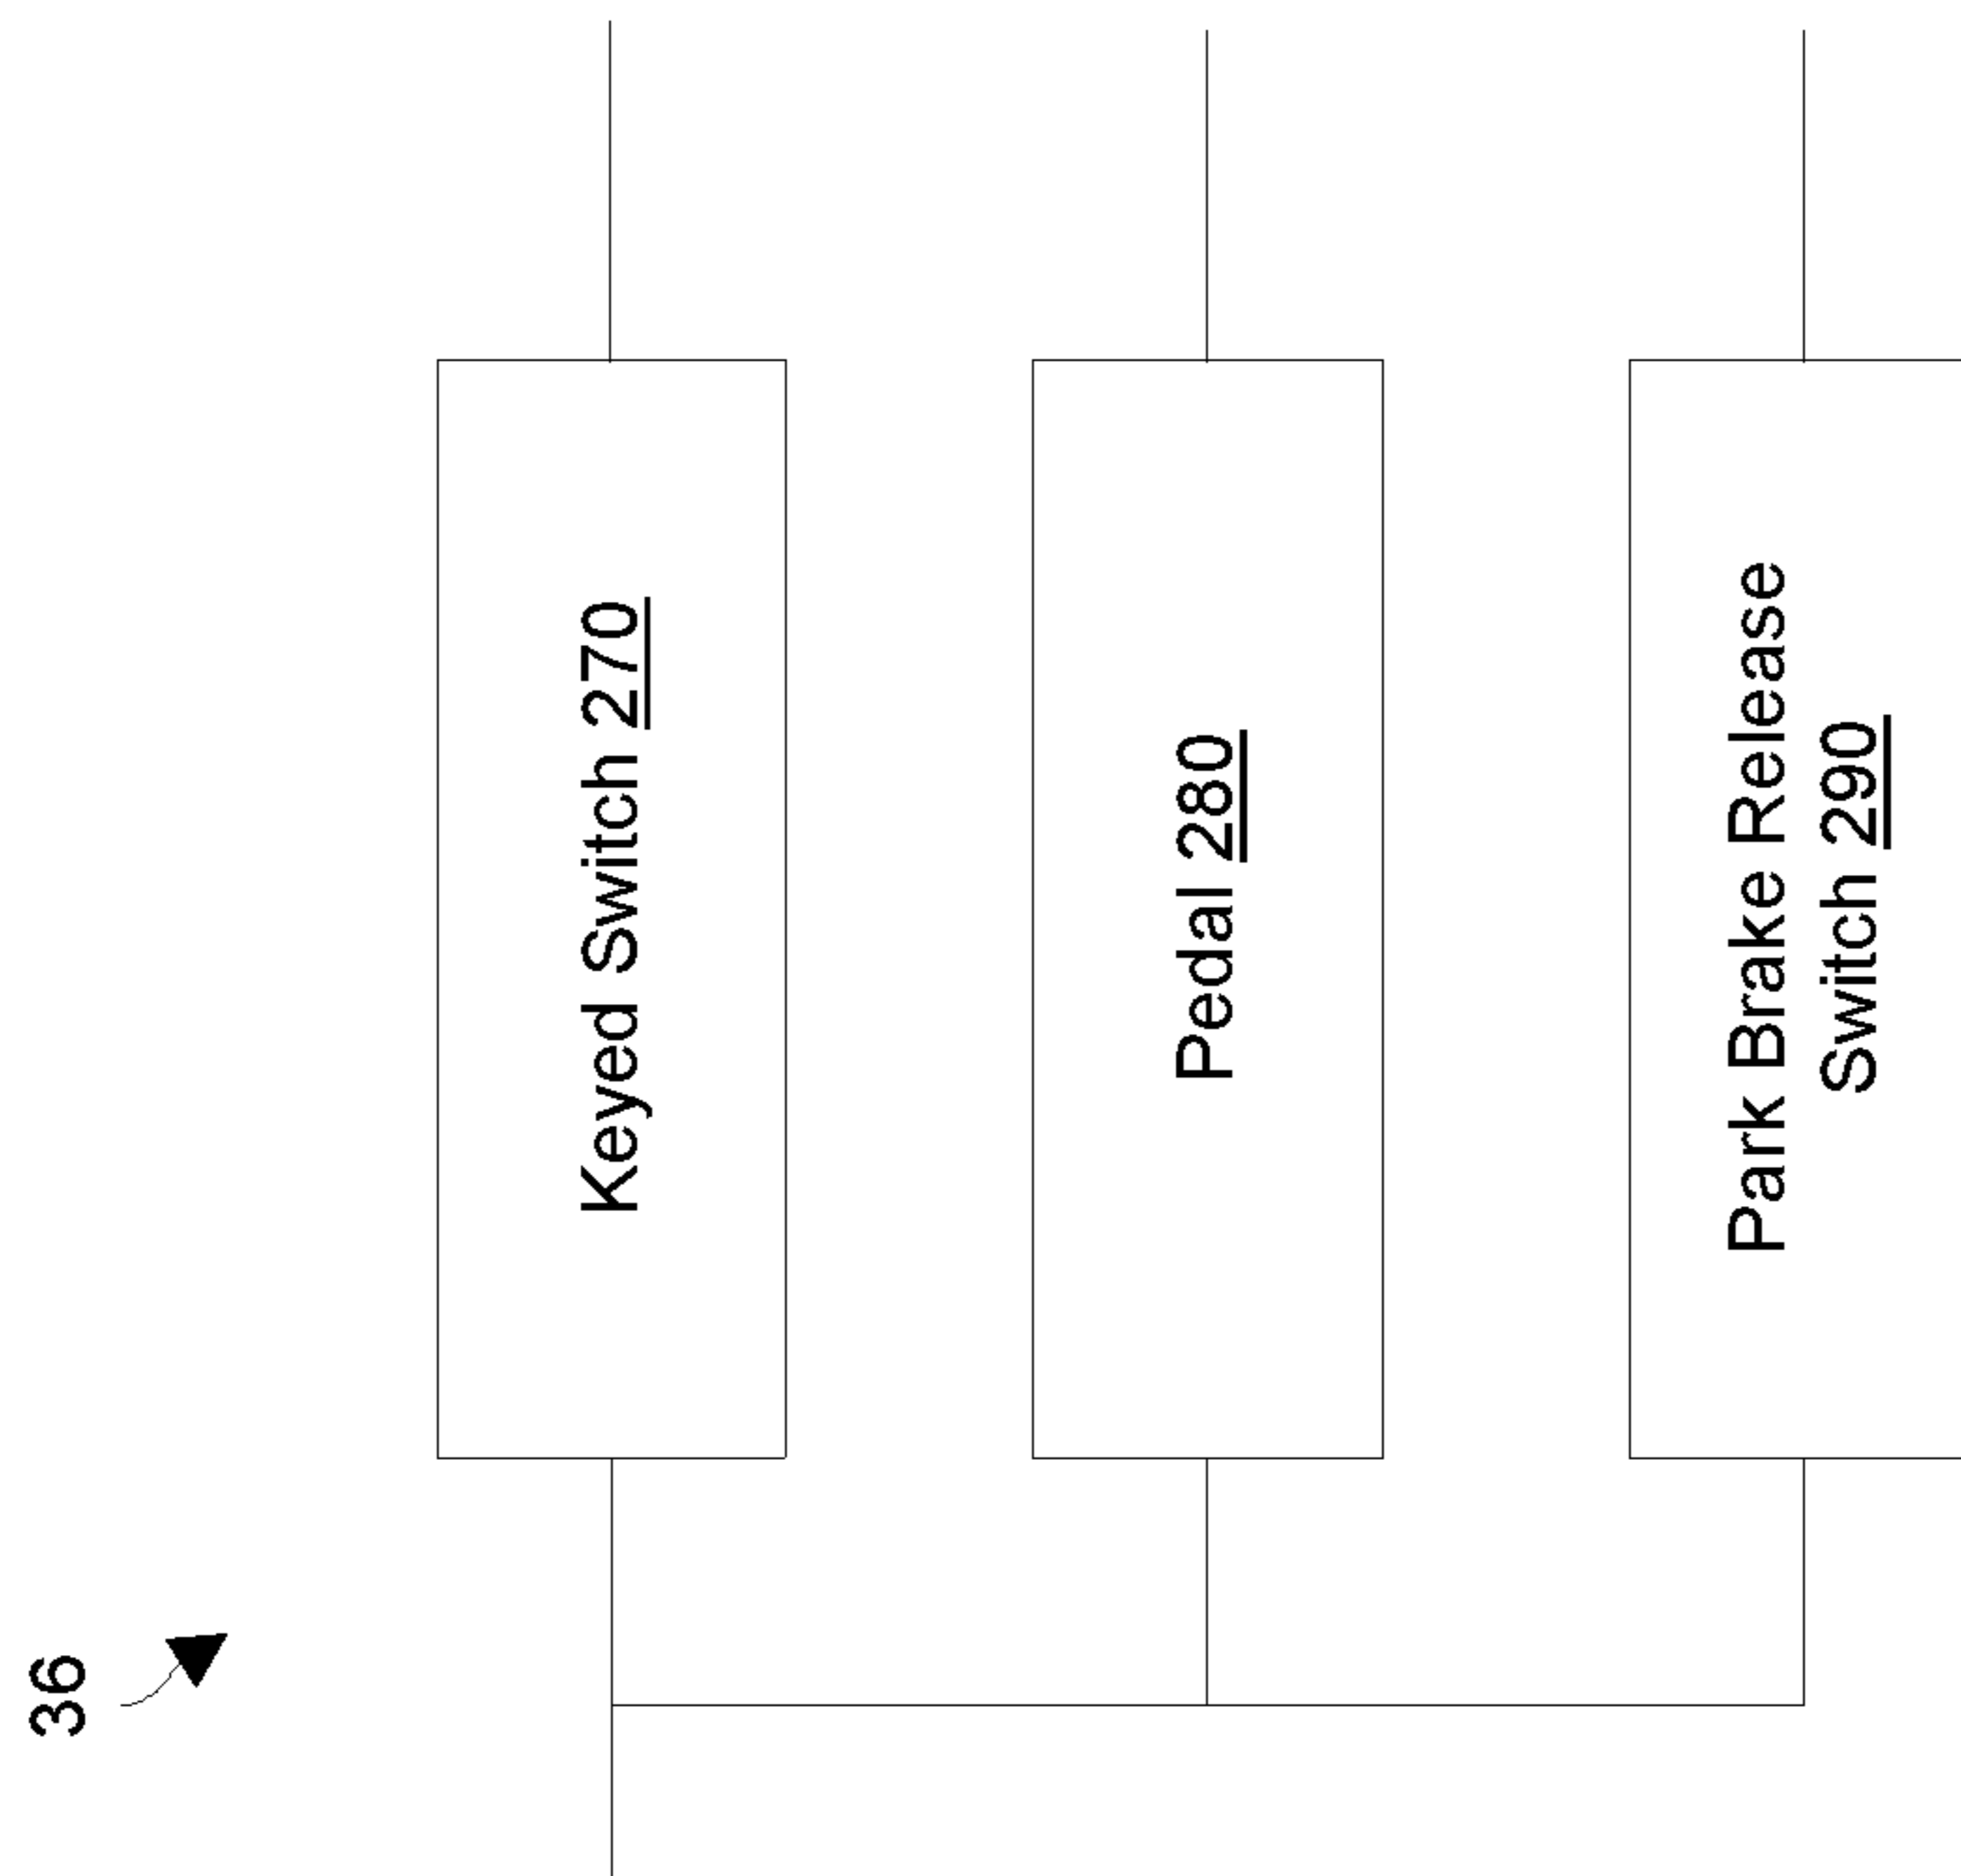 36
Keyed Switch 270
Pedal 280
Park Brake Release
Switch 290